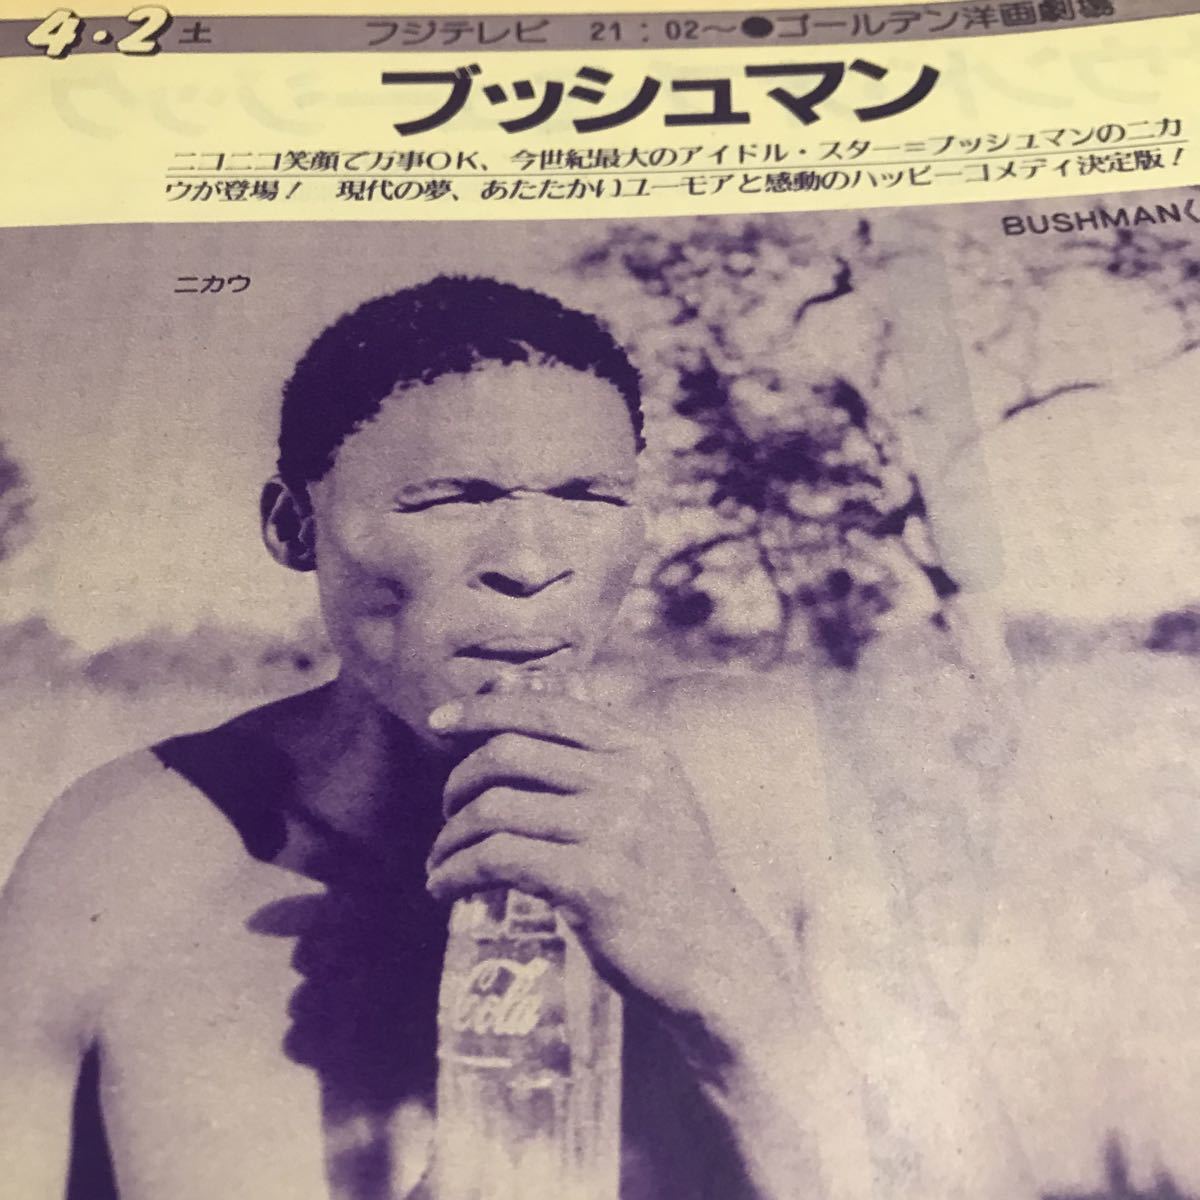 4・2 土 フジテレビ 21:02〜●ゴールデン洋画劇場
ブッシュマン
ニコニコ笑顔で万事OK、今世紀最大のアイドル・スター=ブッシュマンのニカ
ウが登場! 現代の夢、あたたかいユーモアと感動のハッピーコメディ決定版!
BUSHMAN〈
ニカウ
Cola